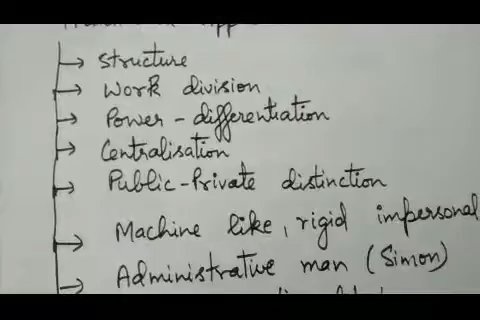 structure
Work division
Power - differentiation
Centralisation
Public-Private distinction
Machine like, rigid impersonal
Administrative man (Simon)